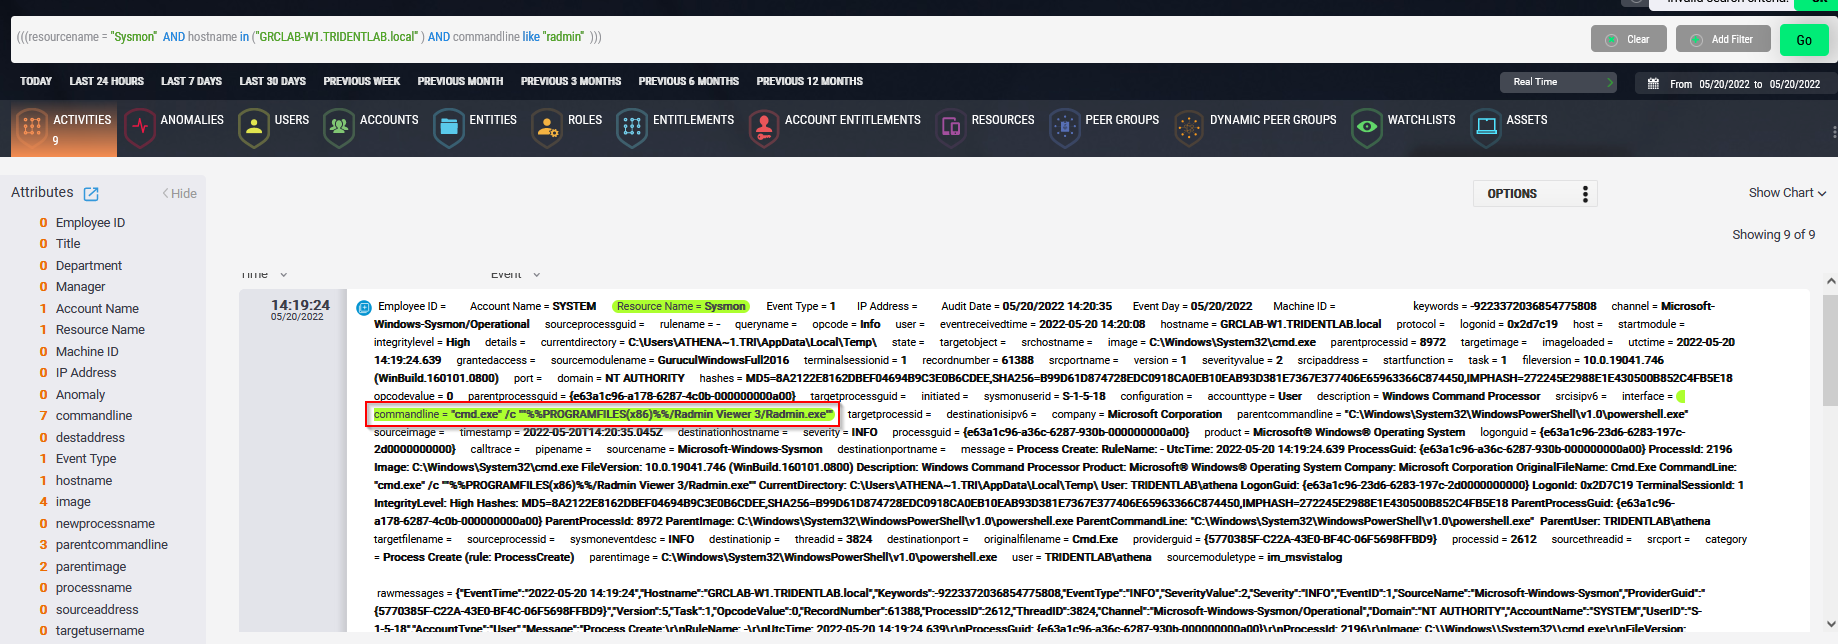 Invalid search criteria.
OK
(((resourcename = "Sysmon" AND hostname in ("GRCLAB-W1.TRIDENTLAB.local" ) AND commandline like "radmin" )))
Clear
Add Filter
Go
TODAY LAST 24 HOURS LAST 7 DAYS LAST 30 DAYS PREVIOUS WEEK PREVIOUS MONTH PREVIOUS 3 MONTHS PREVIOUS 6 MONTHS PREVIOUS 12 MONTHS
Real Time
From 05/20/2022 to 05/20/2022
ACTIVITIES
9
ANOMALIES
USERS
ACCOUNTS
ENTITIES
ROLES
ENTITLEMENTS
ACCOUNT ENTITLEMENTS
RESOURCES
PEER GROUPS
DYNAMIC PEER GROUPS
WATCHLISTS
ASSETS
Attributes
Hide
0 Employee ID
0 Title
0 Department
0 Manager
1 Account Name
1 Resource Name
0 Machine ID
0 IP Address
0 Anomaly
7 commandline
0 destaddress
1 Event Type
1 hostname
4 image
0 newprocessname
3 parentcommandline
2 parentimage
0 processname
0 sourceaddress
0 targetusername
OPTIONS
Show Chart
Showing 9 of 9
Time
Event
14:19:24
05/20/2022
Employee ID = Account Name = SYSTEM Resource Name = Sysmon Event Type = 1 IP Address = Audit Date = 05/20/2022 14:20:35 Event Day = 05/20/2022 Machine ID = keywords = -9223372036854775808 channel = Microsoft-
Windows-Sysmon/Operational sourceprocessguid = rulename = - queryname = opcode = Info user = eventreceivedtime = 2022-05-20 14:20:08 hostname = GRCLAB-W1.TRIDENTLAB.local protocol = logonid = 0x2d7c19 host = startmodule =
integritylevel = High details = currentdirectory = C:\Users\ATHENA~1.TRI\AppData\Local\Temp\ state = targetobject = srchostname = image = C:\Windows\System32\cmd.exe parentprocessid = 8972 targetimage = imageloaded = utctime = 2022-05-20
14:19:24.639 grantedaccess = sourcemodulename = GuruculWindowsFull2016 terminalsessionid = 1 recordnumber = 61388 srcportname = version = 1 severityvalue = 2 srcipaddress = startfunction = task = 1 fileversion = 10.0.19041.746
(WinBuild.160101.0800) port = domain = NT AUTHORITY hashes = MD5=8A2122E8162DBEF04694B9C3E0B6CDEE,SHA256=B99D61D874728EDC0918CA0EB10EAB93D381E7367E377406E65963366C874450,IMPHASH=272245E2988E1E430500B852C4FB5E18
opcodevalue = 0 parentprocessguid = {e63a1c96-a178-6287-4c0b-000000000a00} targetprocessguid = initiated = sysmonuserid = S-1-5-18 configuration = accounttype = User description = Windows Command Processor srcisipv6 = interface =
commandline = "cmd.exe" /c ""%%PROGRAMFILES(x86)%%/Radmin Viewer 3/Radmin.exe"" targetprocessid = destinationisipv6 = company = Microsoft Corporation parentcommandline = "C:\Windows\System32\WindowsPowerShell\v1.0\powershell.exe"
sourceimage = timestamp = 2022-05-20T14:20:35.045Z destinationhostname = severity = INFO processguid = {e63a1c96-a36c-6287-930b-000000000a00} product = Microsoft® Windows® Operating System logonguid = {e63a1c96-23d6-6283-197c-
2d0000000000} calltrace = pipename = sourcename = Microsoft-Windows-Sysmon destinationportname = message = Process Create: RuleName: - UtcTime: 2022-05-20 14:19:24.639 ProcessGuid: {e63a1c96-a36c-6287-930b-000000000a00} ProcessId: 2196
Image: C:\Windows\System32\cmd.exe FileVersion: 10.0.19041.746 (WinBuild.160101.0800) Description: Windows Command Processor Product: Microsoft® Windows® Operating System Company: Microsoft Corporation OriginalFileName: Cmd.Exe CommandLine:
"cmd.exe" /c ""%%PROGRAMFILES(x86)%%/Radmin Viewer 3/Radmin.exe"" CurrentDirectory: C:\Users\ATHENA~1.TRI\AppData\Local\Temp\ User: TRIDENTLAB\athena LogonGuid: {e63a1c96-23d6-6283-197c-2d0000000000} LogonId: 0x2D7C19 TerminalSessionId: 1
IntegrityLevel: High Hashes: MD5=8A2122E8162DBEF04694B9C3E0B6CDEE,SHA256=B99D61D874728EDC0918CA0EB10EAB93D381E7367E377406E65963366C874450,IMPHASH=272245E2988E1E430500B852C4FB5E18 ParentProcessGuid: {e63a1c96-
a178-6287-4c0b-000000000a00} ParentProcessId: 8972 ParentImage: C:\Windows\System32\WindowsPowerShell\v1.0\powershell.exe ParentCommandLine: "C:\Windows\System32\WindowsPowerShell\v1.0\powershell.exe" ParentUser: TRIDENTLAB\athena
targetfilename = sourceprocessid = sysmoneventdesc = INFO destinationip = threadid = 3824 destinationport = originalfilename = Cmd.Exe providerguid = {5770385F-C22A-43E0-BF4C-06F5698FFBD9} processid = 2612 sourcethreadid = srcport = category
= Process Create (rule: ProcessCreate) parentimage = C:\Windows\System32\WindowsPowerShell\v1.0\powershell.exe user = TRIDENTLAB\athena sourcemoduletype = im_msvistalog
rawmessages = {"EventTime":"2022-05-20 14:19:24","Hostname":"GRCLAB-W1.TRIDENTLAB.local","Keywords":-9223372036854775808,"EventType":"INFO","SeverityValue":2,"Severity":"INFO","EventID":1,"SourceName":"Microsoft-Windows-Sysmon","ProviderGuid":"
{5770385F-C22A-43E0-BF4C-06F5698FFBD9}","Version":5,"Task":1,"OpcodeValue":0,"RecordNumber":61388,"ProcessID":2612,"ThreadID":3824,"Channel":"Microsoft-Windows-Sysmon/Operational","Domain":"NT AUTHORITY","AccountName":"SYSTEM","UserID":"S-
1-5-18","AccountType":"User","Message":"Process Create:\r\nRuleName: -\r\nUtcTime: 2022-05-20 14:19:24.639\r\nProcessGuid: {e63a1c96-a36c-6287-930b-000000000a00}\r\nProcessId: 2196\r\nImage: C:\\Windows\\System32\\cmd.exe\r\nFileVersion: